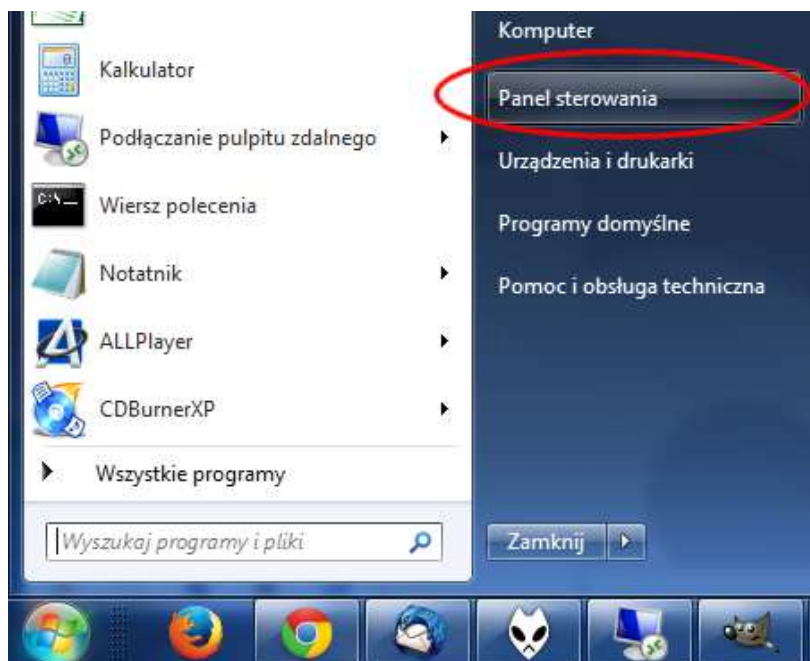 Kalkulator
Podłączanie pulpitu zdalnego
Wiersz polecenia
Notatnik
ALLPlayer
CDBurnerXP
Wszystkie programy
Wyszukaj programy i pliki
Komputer
Panel sterowania
Urządzenia i drukarki
Programy domyślne
Pomoc i obsługa techniczna
Zamknij